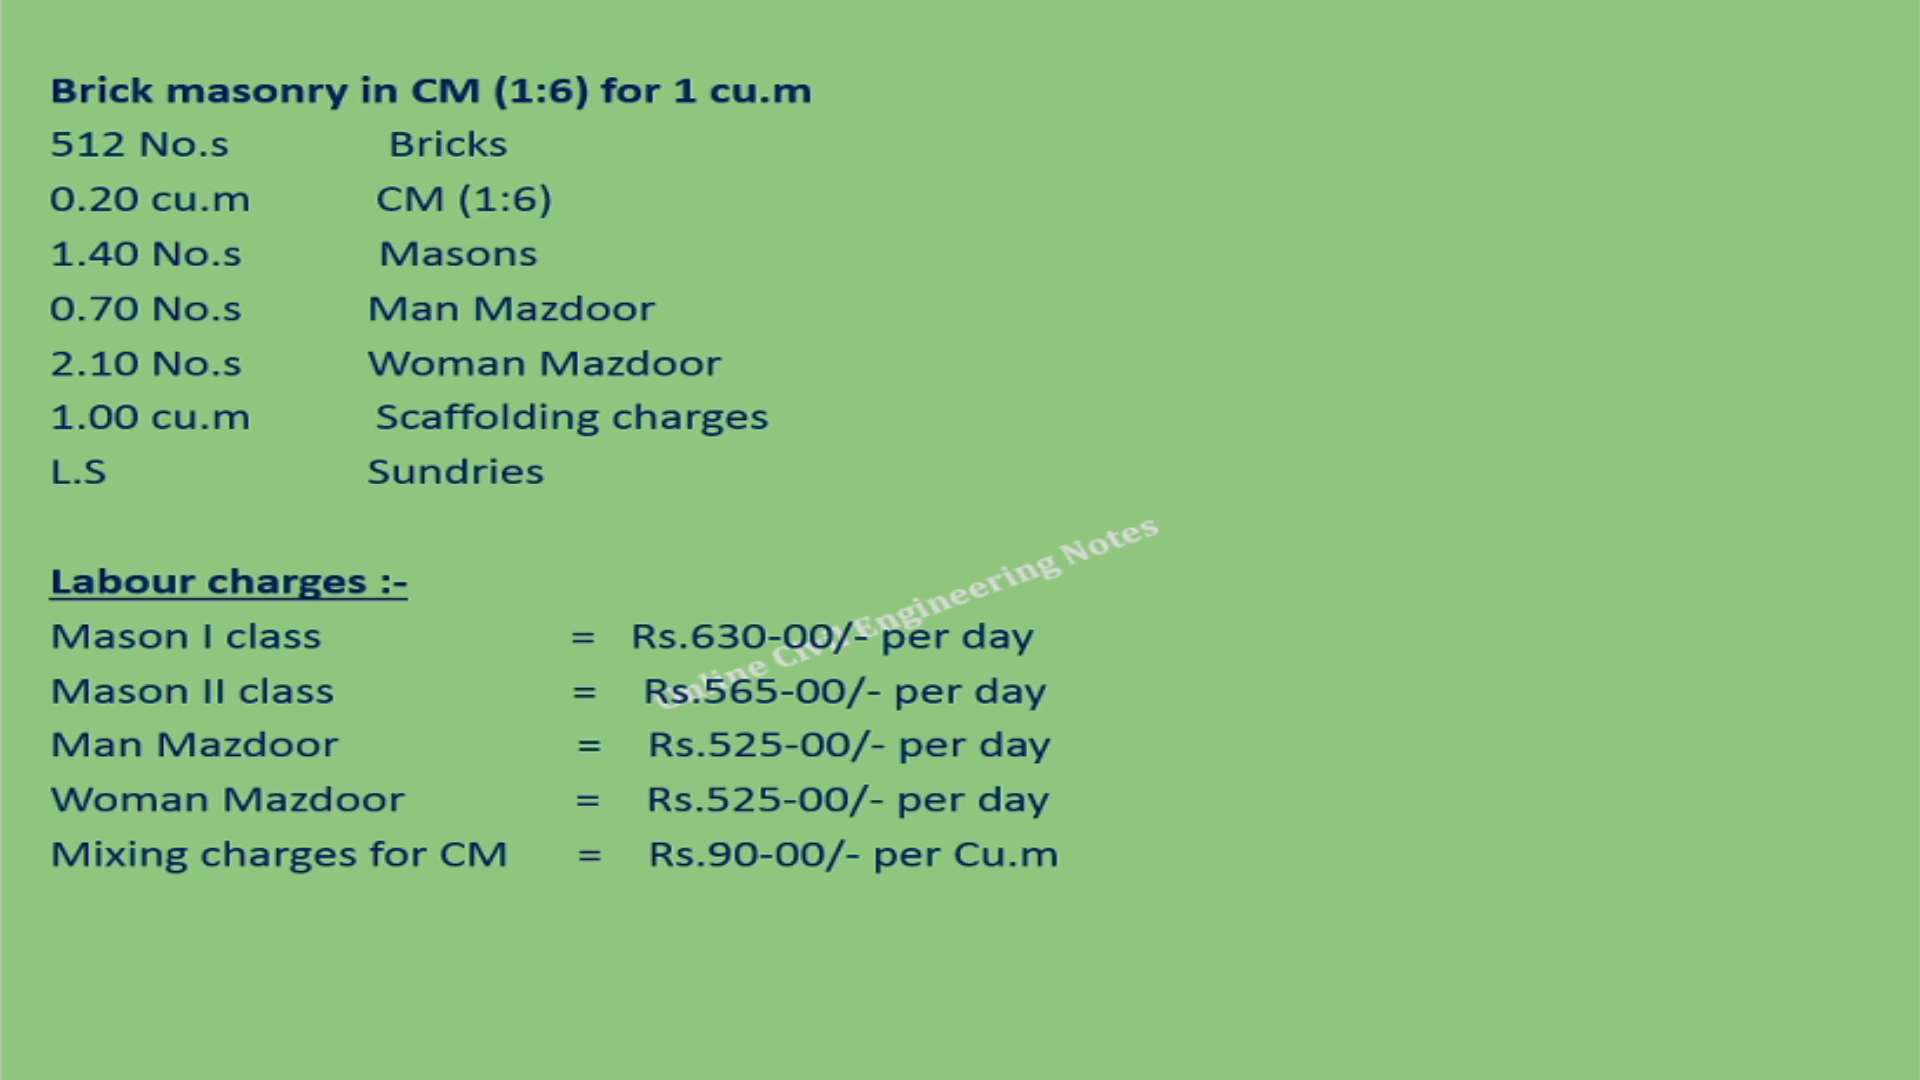 Brick masonry in CM (1:6) for 1 cu.m
512 No.s Bricks
0.20 cu.m CM (1:6)
1.40 No.s Masons
0.70 No.s Man Mazdoor
2.10 No.s Woman Mazdoor
1.00 cu.m Scaffolding charges
L.S Sundries
Labour charges :-
Mason I class = Rs.630-00/- per day
Mason II class = Rs.565-00/- per day
Man Mazdoor = Rs.525-00/- per day
Woman Mazdoor = Rs.525-00/- per day
Mixing charges for CM = Rs.90-00/- per Cu.m
Online Civil Engineering Notes